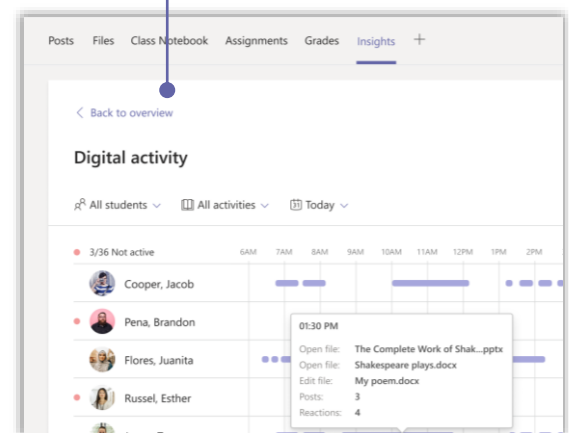 Posts Files Class Notebook Assignments Grades Insights
Back to overview
Digital activity
All students All activities 31 Today
3/36 Not active 6AM 7AM 8AM 9AM 10AM 11AM 12PM 1PM 2PM
Cooper, Jacob
Pena, Brandon
Flores, Juanita
Russel, Esther
01:30 PM
Open file: The Complete Work of Shak...pptx
Open file: Shakespeare plays.docx
Edit file: My poem.docx
Posts: 3
Reactions: 4